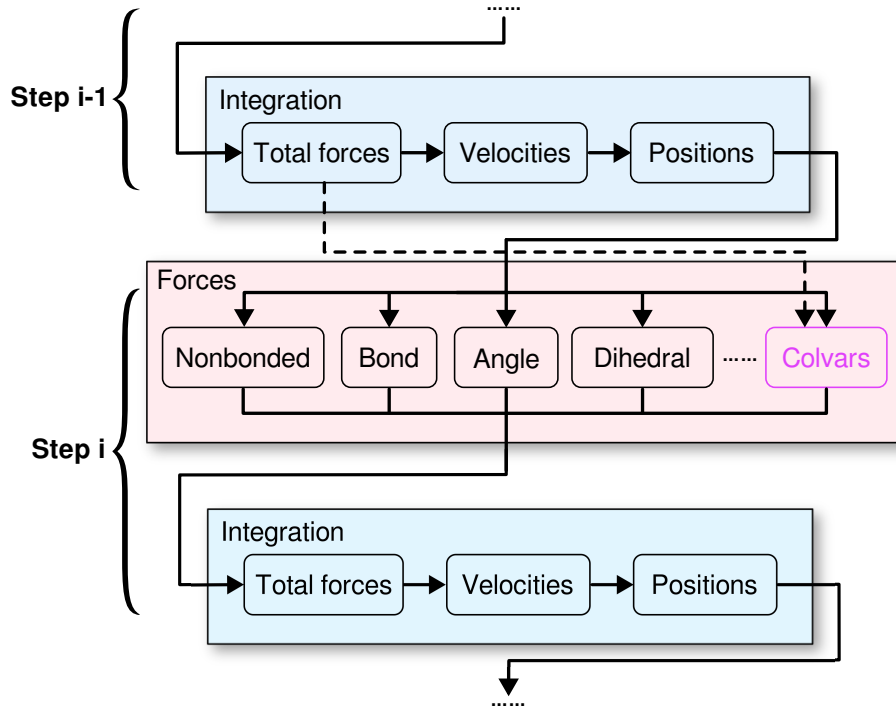 ......
Step i-1
Integration
Total forces
Velocities
Positions
Forces
Nonbonded
Bond
Angle
Dihedral
......
Colvars
Step i
Integration
Total forces
Velocities
Positions
......